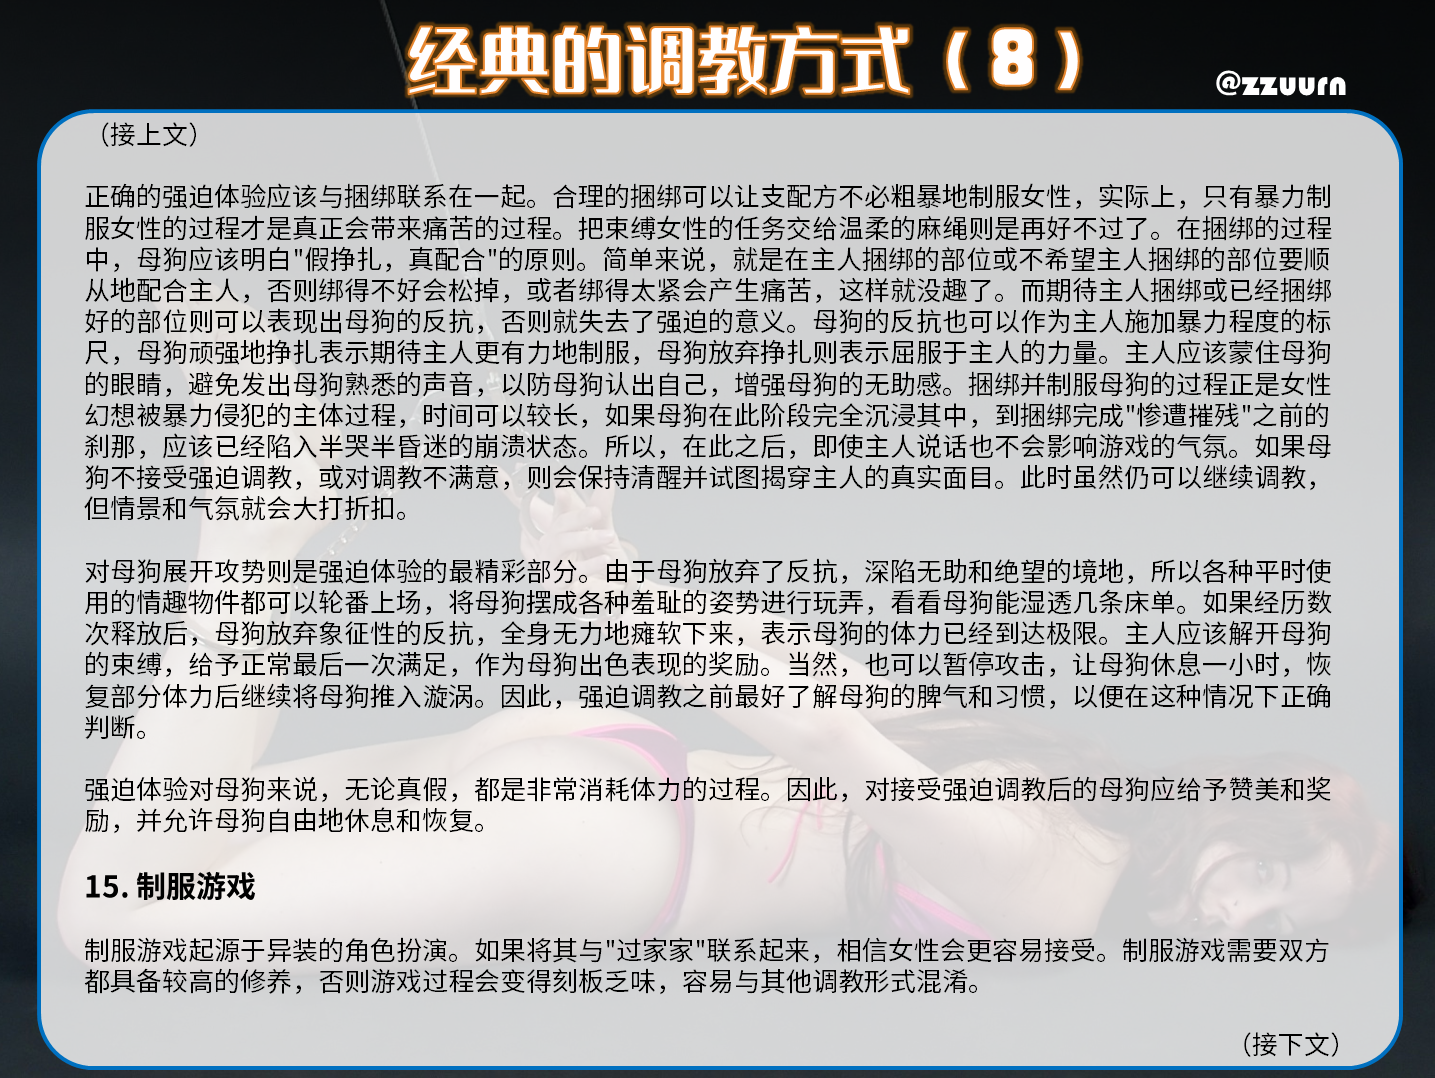 经典的调教方式（8）
@zzuurn
（接上文）
正确的强迫体验应该与捆绑联系在一起。合理的捆绑可以让支配方不必粗暴地制服女性，实际上，只有暴力制
服女性的过程才是真正会带来痛苦的过程。把束缚女性的任务交给温柔的麻绳则是再好不过了。在捆绑的过程
中，母狗应该明白"假挣扎，真配合"的原则。简单来说，就是在主人捆绑的部位或不希望主人捆绑的部位要顺
从地配合主人，否则绑得不好会松掉，或者绑得太紧会产生痛苦，这样就没趣了。而期待主人捆绑或已经捆绑
好的部位则可以表现出母狗的反抗，否则就失去了强迫的意义。母狗的反抗也可以作为主人施加暴力程度的标
尺，母狗顽强地挣扎表示期待主人更有力地制服，母狗放弃挣扎则表示屈服于主人的力量。主人应该蒙住母狗
的眼睛，避免发出母狗熟悉的声音，以防母狗认出自己，增强母狗的无助感。捆绑并制服母狗的过程正是女性
幻想被暴力侵犯的主体过程，时间可以较长，如果母狗在此阶段完全沉浸其中，到捆绑完成"惨遭摧残"之前的
刹那，应该已经陷入半哭半昏迷的崩溃状态。所以，在此之后，即使主人说话也不会影响游戏的气氛。如果母
狗不接受强迫调教，或对调教不满意，则会保持清醒并试图揭穿主人的真实面目。此时虽然仍可以继续调教，
但情景和气氛就会大打折扣。
对母狗展开攻势则是强迫体验的最精彩部分。由于母狗放弃了反抗，深陷无助和绝望的境地，所以各种平时使
用的情趣物件都可以轮番上场，将母狗摆成各种羞耻的姿势进行玩弄，看看母狗能湿透几条床单。如果经历数
次释放后，母狗放弃象征性的反抗，全身无力地瘫软下来，表示母狗的体力已经到达极限。主人应该解开母狗
的束缚，给予正常最后一次满足，作为母狗出色表现的奖励。当然，也可以暂停攻击，让母狗休息一小时，恢
复部分体力后继续将母狗推入漩涡。因此，强迫调教之前最好了解母狗的脾气和习惯，以便在这种情况下正确
判断。
强迫体验对母狗来说，无论真假，都是非常消耗体力的过程。因此，对接受强迫调教后的母狗应给予赞美和奖
励，并允许母狗自由地休息和恢复。
15. 制服游戏
制服游戏起源于异装的角色扮演。如果将其与"过家家"联系起来，相信女性会更容易接受。制服游戏需要双方
都具备较高的修养，否则游戏过程会变得刻板乏味，容易与其他调教形式混淆。
（接下文）